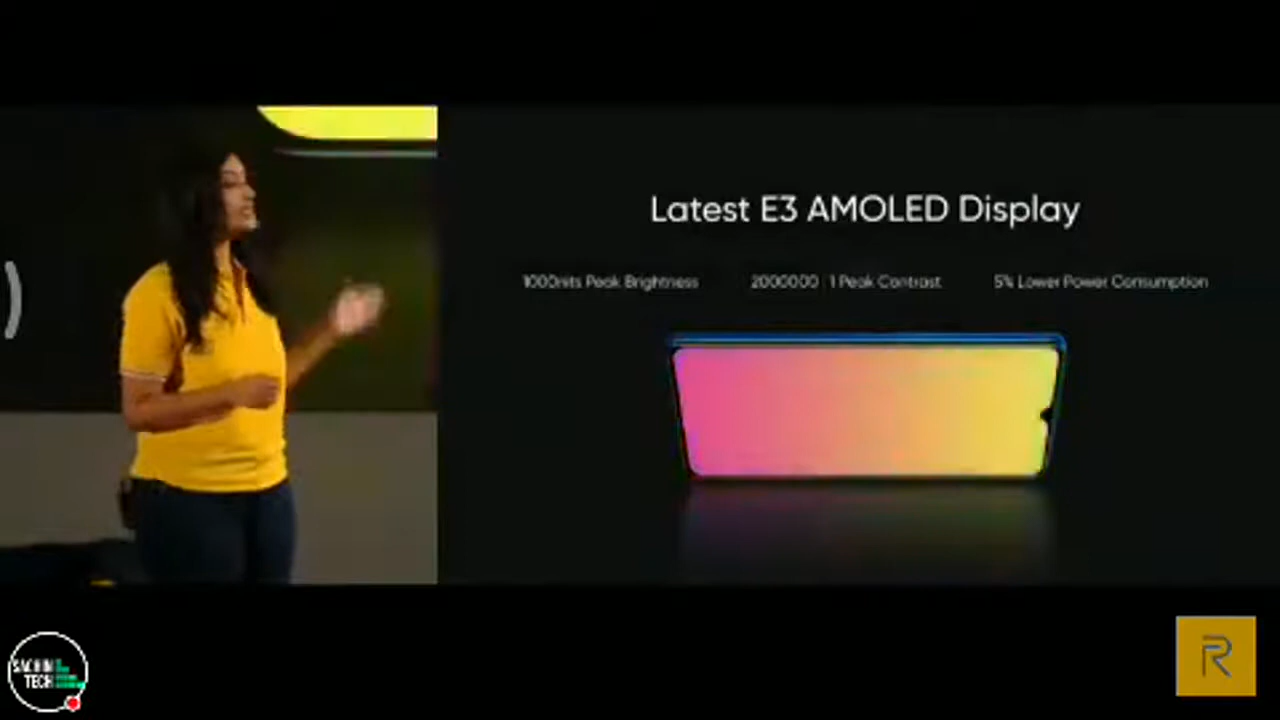 Latest E3 AMOLED Display
1000nits Peak Brightness 2000000 : 1 Peak Contrast 5% Lower Power Consumption
SACHIN
TECH
R